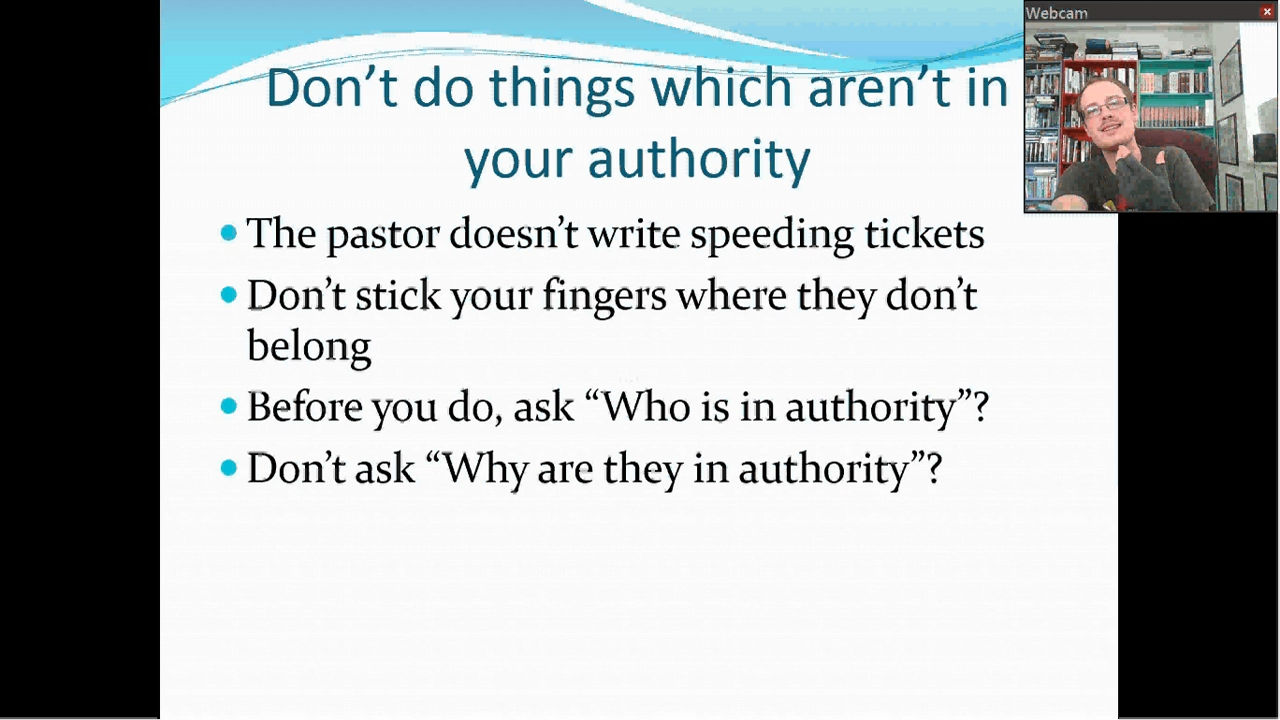 Webcam
Don't do things which aren't in
your authority
The pastor doesn't write speeding tickets
Don't stick your fingers where they don't
belong
Before you do, ask “Who is in authority”?
Don't ask “Why are they in authority”?